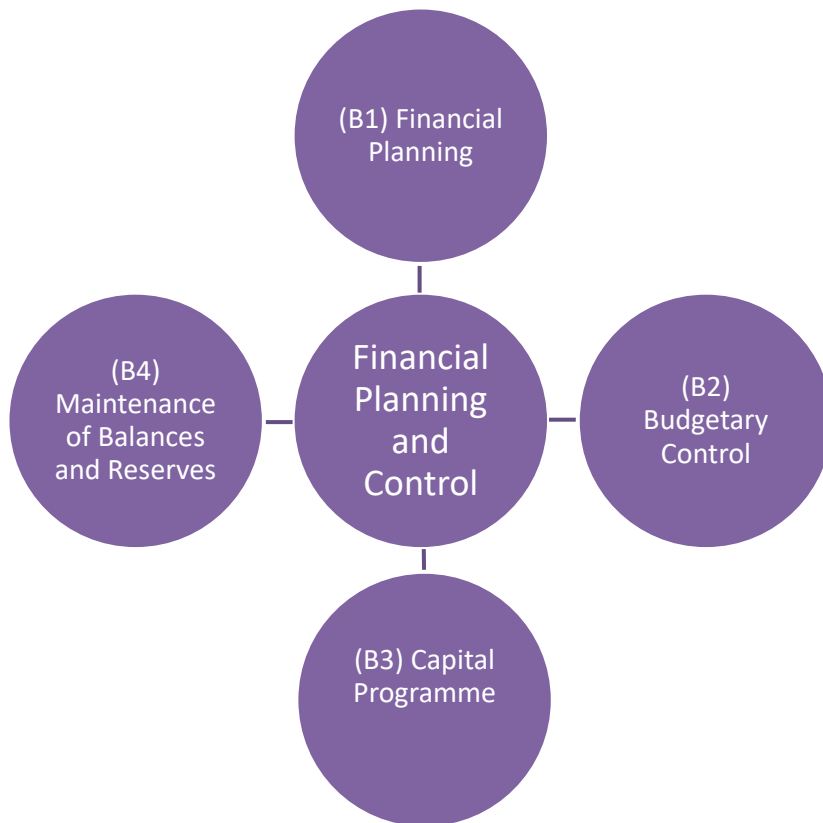 (B1) Financial
Planning
(B4)
Maintenance
of Balances
and Reserves
Financial
Planning
and
Control
(B2)
Budgetary
Control
(B3) Capital
Programme